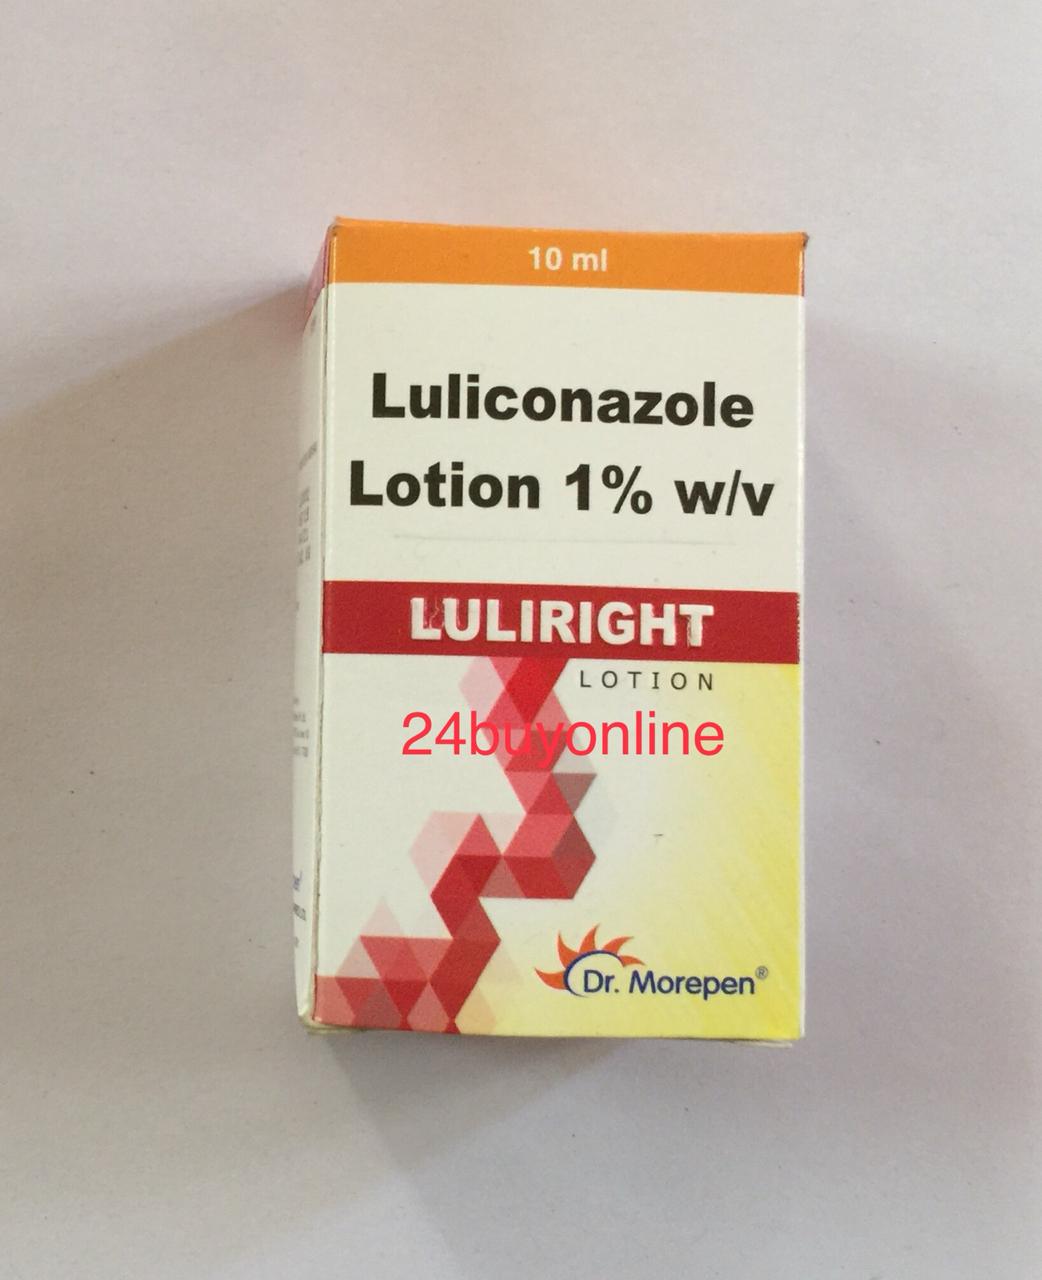 10 ml
Luliconazole
Lotion 1% w/v
LULIRIGHT
LOTION
24buyonline
Dr. Morepen®